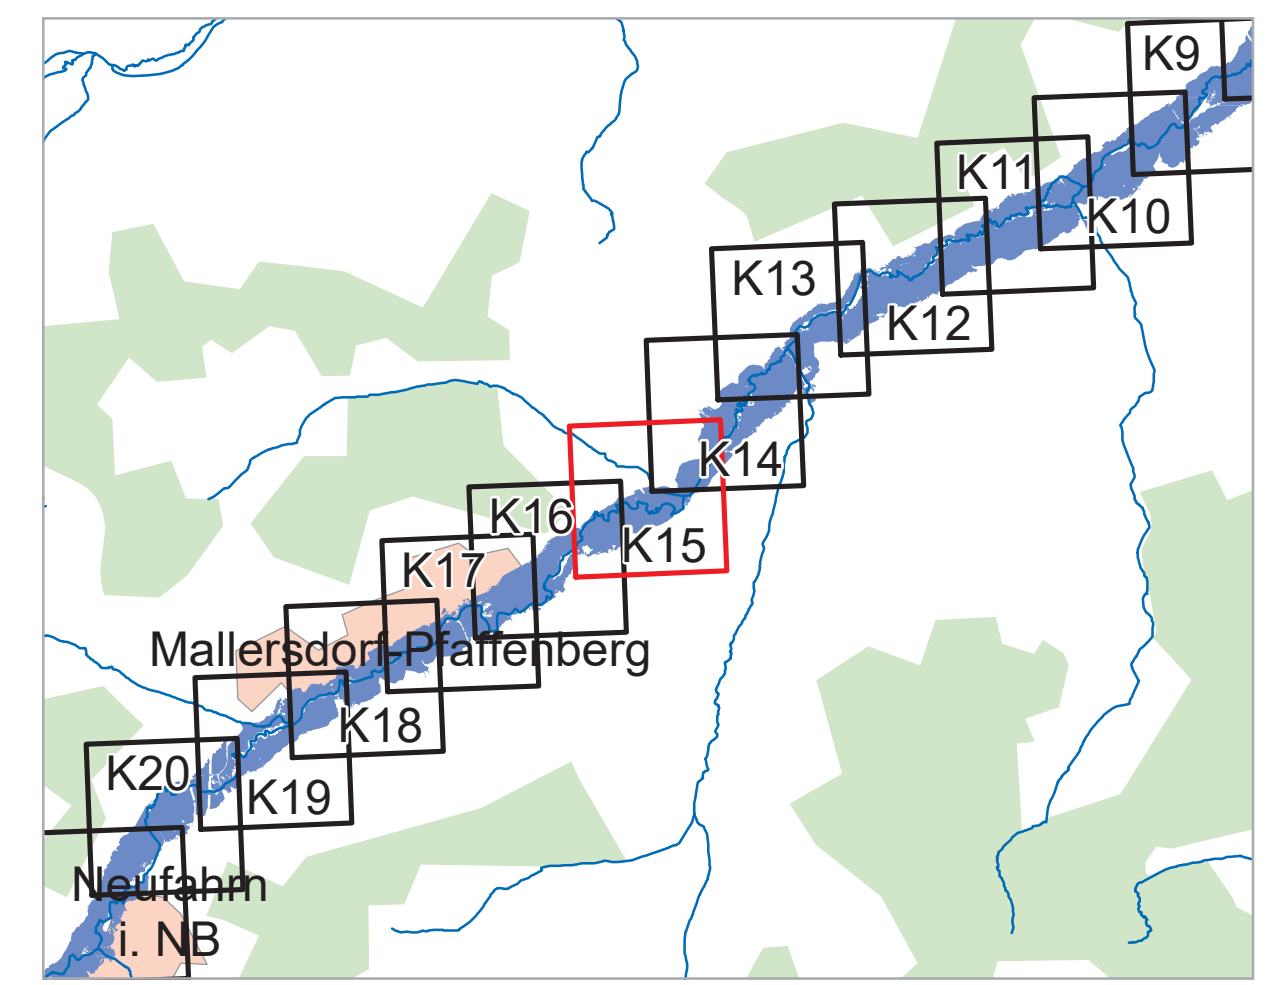 K9
K11
K10
K13
K12
K14
K16
K15
K17
Mallersdorf-Pfaffenberg
K18
K20
K19
Neufahrn
i. NB